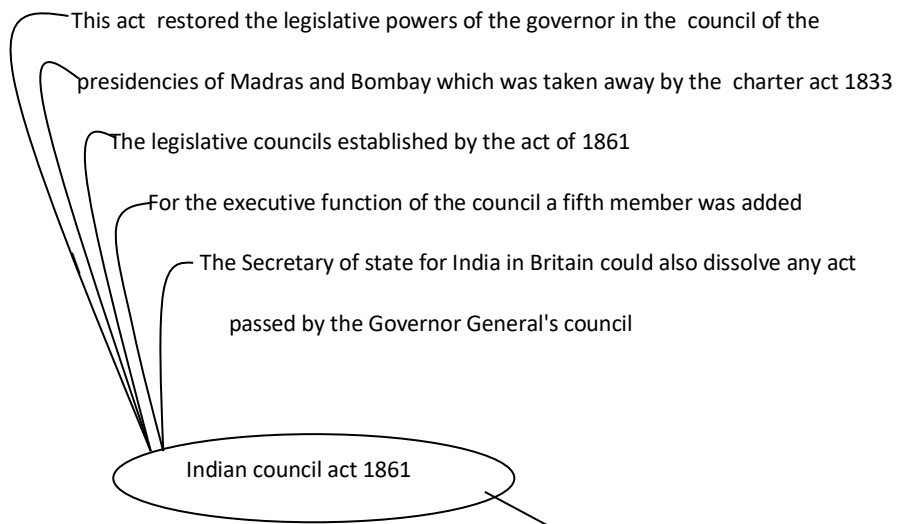 This act restored the legislative powers of the governor in the council of the
presidencies of Madras and Bombay which was taken away by the charter act 1833
The legislative councils established by the act of 1861
For the executive function of the council a fifth member was added
The Secretary of state for India in Britain could also dissolve any act
passed by the Governor General's council
Indian council act 1861